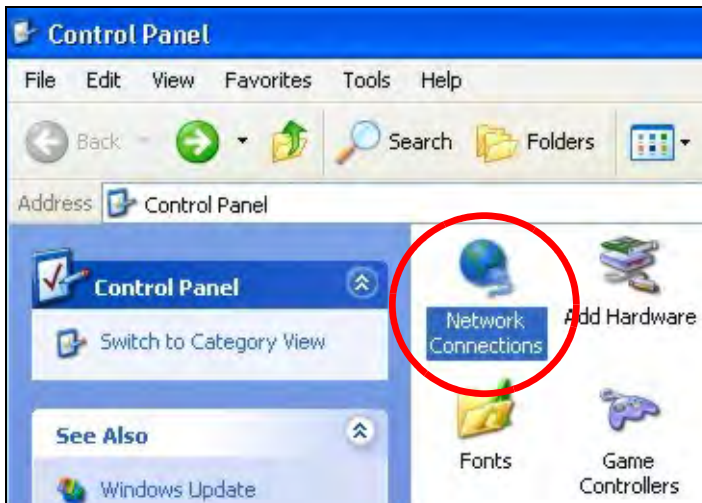 Control Panel
File Edit View Favorites Tools Help
Back Search Folders
Address Control Panel
Control Panel
Switch to Category View
See Also
Windows Update
Network
Connections
Add Hardware
Fonts
Game
Controllers